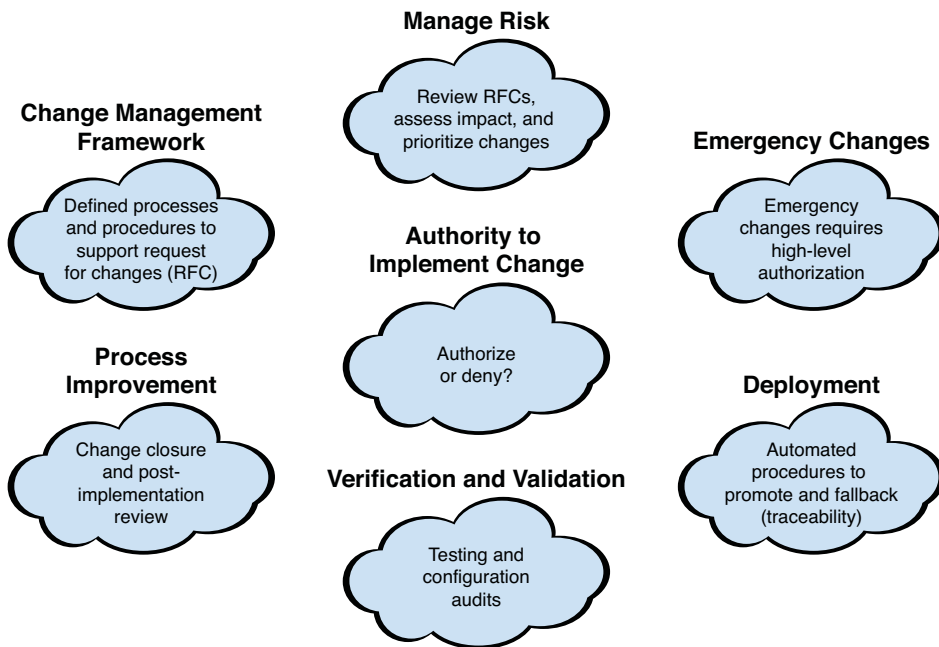 Manage Risk
Review RFCs,
assess impact, and
prioritize changes
Change Management
Framework
Defined processes
and procedures to
support request
for changes (RFC)
Emergency Changes
Emergency
changes requires
high-level
authorization
Authority to
Implement Change
Authorize
or deny?
Process
Improvement
Change closure
and post-
implementation
review
Deployment
Automated
procedures to
promote and fallback
(traceability)
Verification and Validation
Testing and
configuration
audits